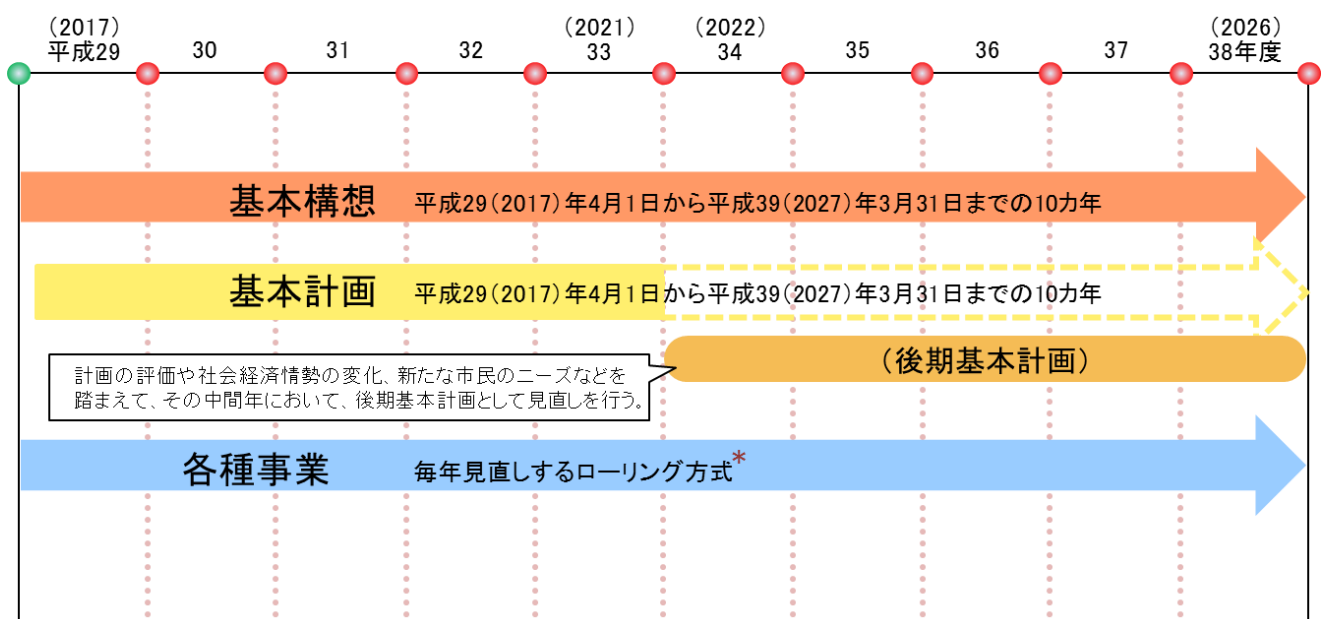 (2017) (2021) (2022) (2026)
平成29 30 31 32 33 34 35 36 37 38年度
基本構想 平成29(2017)年4月1日から平成39(2027)年3月31日までの10カ年
基本計画 平成29(2017)年4月1日から平成39(2027)年3月31日までの10カ年
(後期基本計画)
計画の評価や社会経済情勢の変化、新たな市民のニーズなどを
踏まえて、その中間年において、後期基本計画として見直しを行う。
各種事業 毎年見直しするローリング方式*